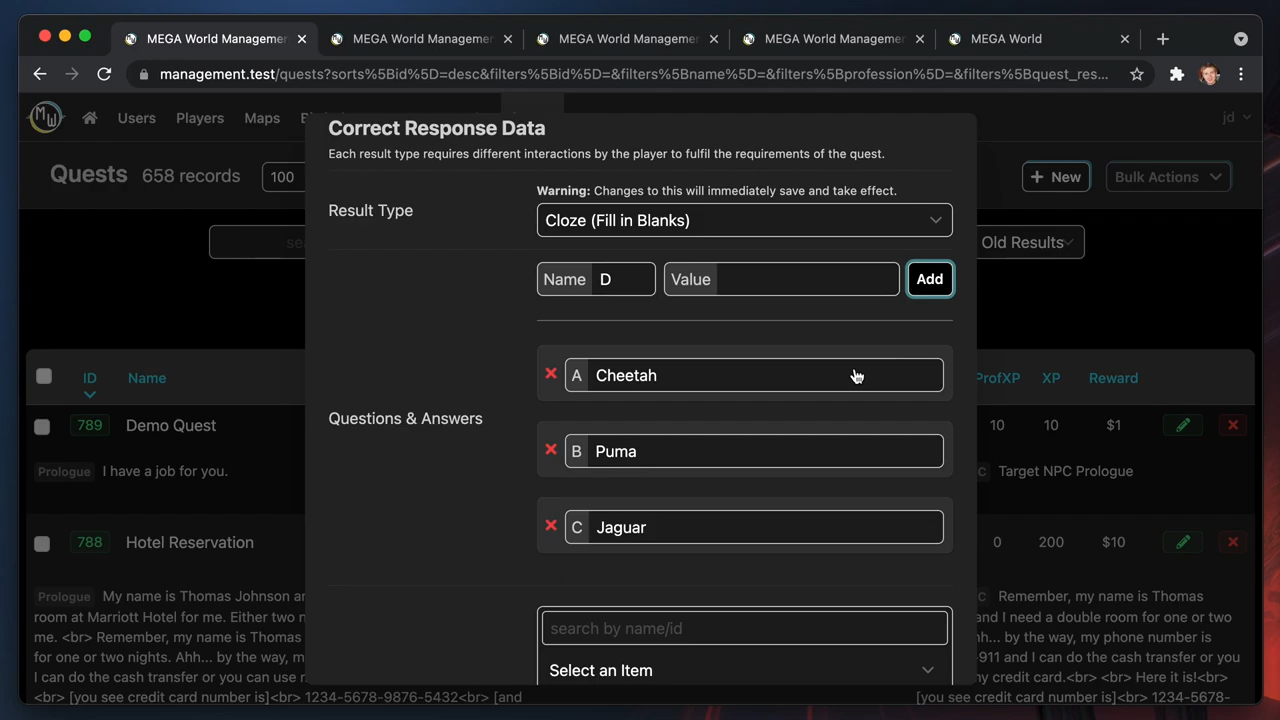 MEGA World Management
MEGA World Managemen
MEGA World Managemen
MEGA World Managemen
MEGA World
management.test/quests?sorts%5Bid%5D=desc&filters%5Bid%5D=&filters%5Bname%5D=&filters%5Bprofession%5D=&filters%5Bquest_res...
MW
Users
Players
Maps
jd
Quests
658 records
100
+ New
Bulk Actions
Old Results
Correct Response Data
Each result type requires different interactions by the player to fulfil the requirements of the quest.
Warning: Changes to this will immediately save and take effect.
Result Type
Cloze (Fill in Blanks)
Name D
Value
Add
A Cheetah
Questions & Answers
B Puma
C Jaguar
search by name/id
Select an Item
ID
Name
ProfXP
XP
Reward
789
Demo Quest
10
10
$1
Prologue I have a job for you.
C Target NPC Prologue
788
Hotel Reservation
0
200
$10
Prologue My name is Thomas Johnson
room at Marriott Hotel for me. Either two n
me. <br> Remember, my name is Thomas
for one or two nights. Ahh... by the way, m
I can do the cash transfer or you can use
<br> [you see credit card number is]<br> 1234-5678-9876-5432<br> [and
C Remember, my name is Thomas
and I need a double room for one or two
hh... by the way, my phone number is
-911 and I can do the cash transfer or you
my credit card.<br> <br> Here it is!<br>
[you see credit card number is]<br> 1234-5678-